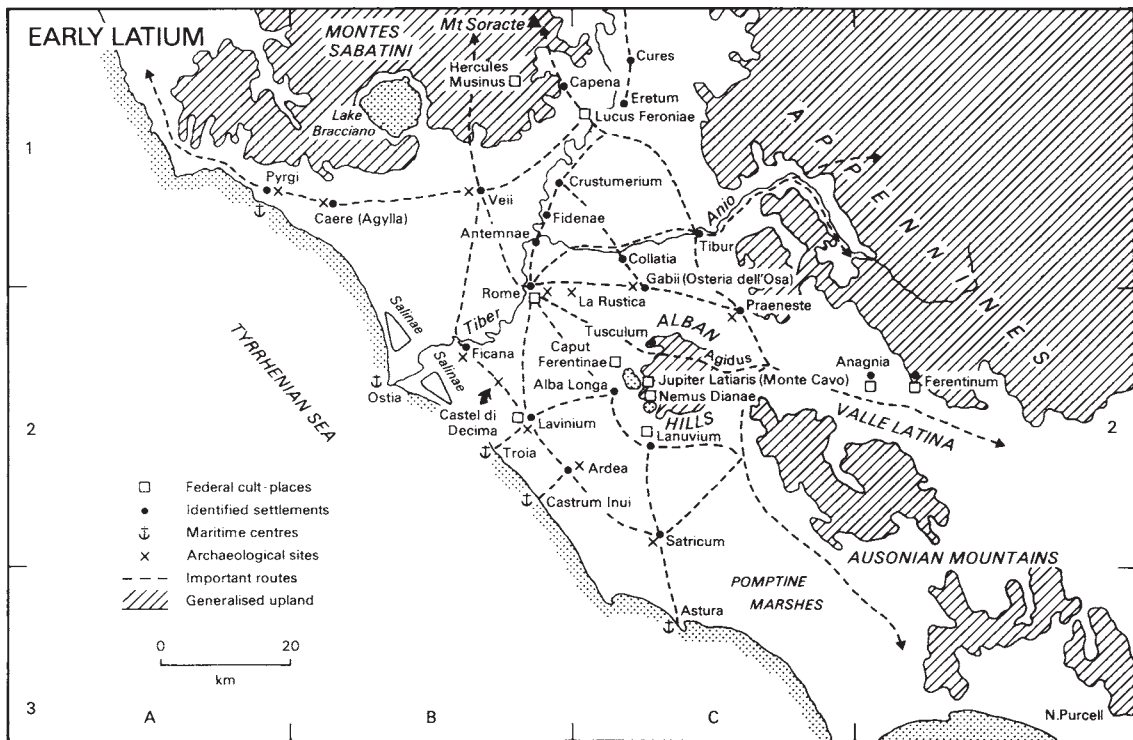 EARLY LATIUM
MONTES
SABATINI
Mt Soracte
Hercules
Musinus
Cures
Capena
Eretum
Lucus Feroniae
Lake
Bracciano
1
Pyrgi
Caere (Agylla)
Veii
Crustumerium
Fidenae
Antemnae
Anio
Tibur
APPENNINES
Collatia
Gabii (Osteria dell'Osa)
Rome
La Rustica
Praeneste
Salinae
Tiber
Tusculum
ALBAN
Agidus
TYRRHENIAN SEA
Ficana
Caput
Ferentinae
Salinae
Alba Longa
Jupiter Latiaris (Monte Cavo)
Nemus Dianae
Anagnia
Ferentinum
Ostia
Castel di
Decima
Lavinium
HILLS
Lanuvium
VALLE LATINA
2
2
Troia
Ardea
Castrum Inui
Satricum
AUSONIAN MOUNTAINS
POMPTINE
MARSHES
Astura
Federal cult-places
Identified settlements
Maritime centres
Archaeological sites
Important routes
Generalised upland
0 20
km
3
A
B
C
N.Purcell